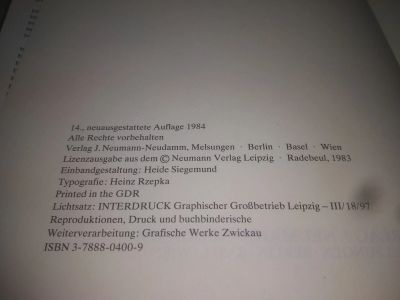 14., neuausgestattete Auflage 1984
Alle Rechte vorbehalten
Verlag J. Neumann-Neudamm, Melsungen · Berlin · Basel · Wien
Lizenzausgabe aus dem © Neumann Verlag Leipzig · Radebeul, 1983
Einbandgestaltung: Heide Siegemund
Typografie: Heinz Rzepka
Printed in the GDR
Lichtsatz: INTERDRUCK Graphischer Großbetrieb Leipzig – III/18/97
Reproduktionen, Druck und buchbinderische
Weiterverarbeitung: Grafische Werke Zwickau
ISBN 3-7888-0400-9